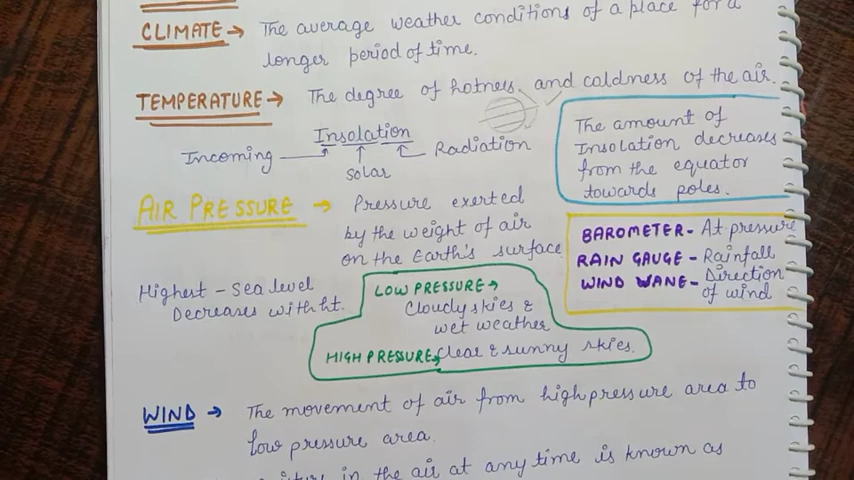 CLIMATE → The average weather conditions of a place for a
longer period of time.
TEMPERATURE → The degree of hotness and coldness of the air.
Insolation
Incoming
solar
Radiation
The amount of
Insolation decreases
from the equator
towards poles.
AIR PRESSURE → Pressure exerted
by the weight of air
on the Earth's surface
BAROMETER - At pressure
RAIN GAUGE - Rainfall
WIND WANE - Direction
of wind
Highest - Sea level
Decreases with ht.
LOW PRESSURE →
Cloudy skies &
wet weather
HIGH PRESSURE → Clear & sunny skies.
WIND → The movement of air from high pressure area to
low pressure area.
in the air at any time is known as